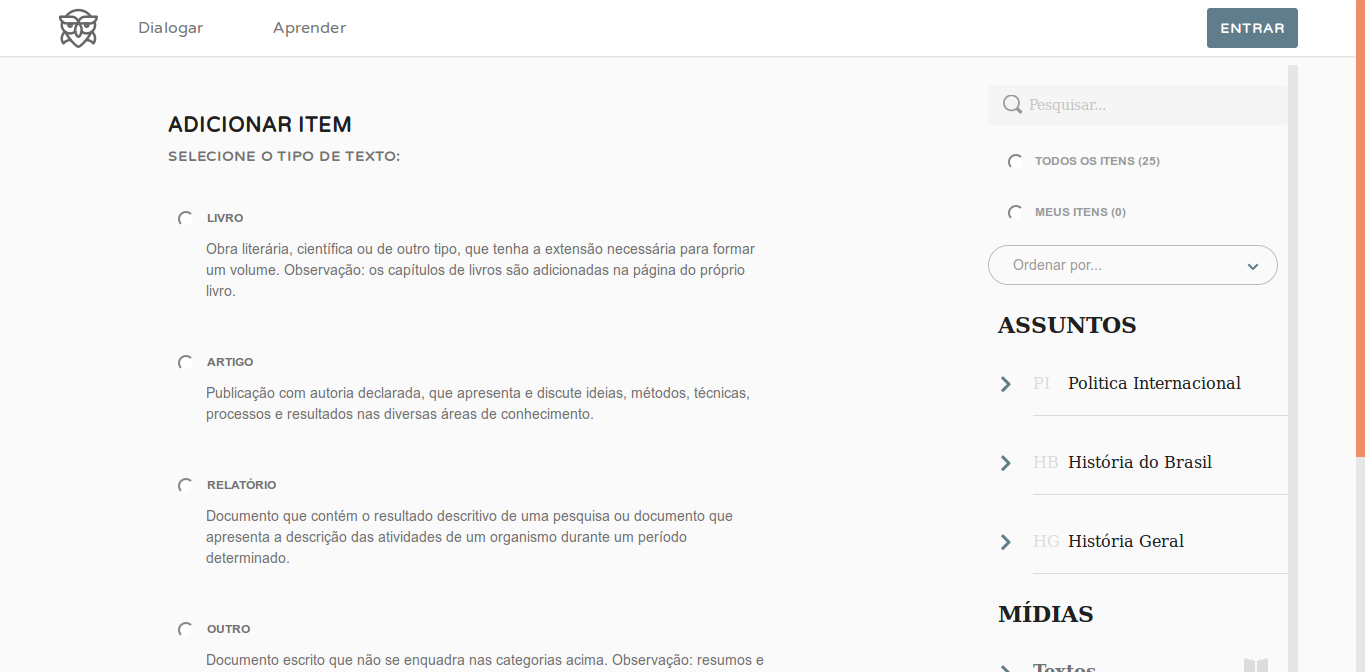 Dialogar
Aprender
ENTRAR
ADICIONAR ITEM
SELECIONE O TIPO DE TEXTO:
LIVRO
Obra literária, científica ou de outro tipo, que tenha a extensão necessária para formar
um volume. Observação: os capítulos de livros são adicionadas na página do próprio
livro.
ARTIGO
Publicação com autoria declarada, que apresenta e discute ideias, métodos, técnicas,
processos e resultados nas diversas áreas de conhecimento.
RELATÓRIO
Documento que contém o resultado descritivo de uma pesquisa ou documento que
apresenta a descrição das atividades de um organismo durante um período
determinado.
OUTRO
Documento escrito que não se enquadra nas categorias acima. Observação: resumos e
Pesquisar...
TODOS OS ITENS (25)
MEUS ITENS (0)
Ordenar por...
ASSUNTOS
PI Politica Internacional
HB História do Brasil
HG História Geral
MÍDIAS
Textos